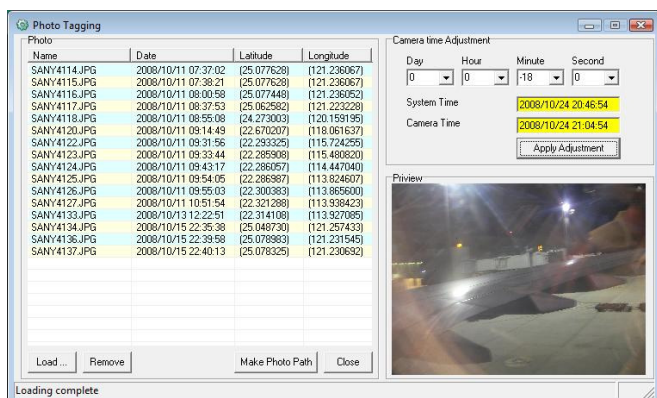 Photo Tagging
Photo
Name Date Latitude Longitude
SANY4114.JPG 2008/10/11 07:37:02 (25.077628) (121.236067)
SANY4115.JPG 2008/10/11 07:38:21 (25.077628) (121.236067)
SANY4116.JPG 2008/10/11 08:00:58 (25.077448) (121.236052)
SANY4117.JPG 2008/10/11 08:37:53 (25.062582) (121.223228)
SANY4118.JPG 2008/10/11 08:55:08 (24.273003) (120.159195)
SANY4120.JPG 2008/10/11 09:14:49 (22.670207) (118.061637)
SANY4122.JPG 2008/10/11 09:31:56 (22.293325) (115.724255)
SANY4123.JPG 2008/10/11 09:33:44 (22.285908) (115.480820)
SANY4124.JPG 2008/10/11 09:43:17 (22.286057) (114.447040)
SANY4125.JPG 2008/10/11 09:54:05 (22.286987) (113.824607)
SANY4126.JPG 2008/10/11 09:55:03 (22.300383) (113.865600)
SANY4127.JPG 2008/10/11 10:51:54 (22.321288) (113.938423)
SANY4133.JPG 2008/10/13 12:22:51 (22.314108) (113.927085)
SANY4134.JPG 2008/10/15 22:35:38 (25.048730) (121.257433)
SANY4136.JPG 2008/10/15 22:39:58 (25.078983) (121.231545)
SANY4137.JPG 2008/10/15 22:40:13 (25.078325) (121.230692)
Load ... Remove Make Photo Path Close
Camera time Adjustment
Day Hour Minute Second
0 0 -18 0
System Time 2008/10/24 20:46:54
Camera Time 2008/10/24 21:04:54
Apply Adjustment
Priview
Loading complete